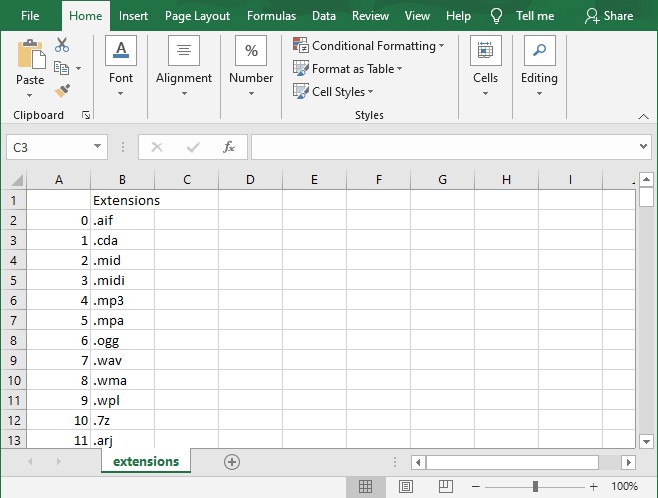 File Home Insert Page Layout Formulas Data Review View Help Tell me Share
Paste
Font
Alignment
%
Number
Conditional Formatting
Format as Table
Cell Styles
Cells
Editing
Clipboard
Styles
C3
fx
A B C D E F G H I
1 Extensions
2 0 .aif
3 1 .cda
4 2 .mid
5 3 .midi
6 4 .mp3
7 5 .mpa
8 6 .ogg
9 7 .wav
10 8 .wma
11 9 .wpl
12 10 .7z
13 11 .arj
extensions
100%